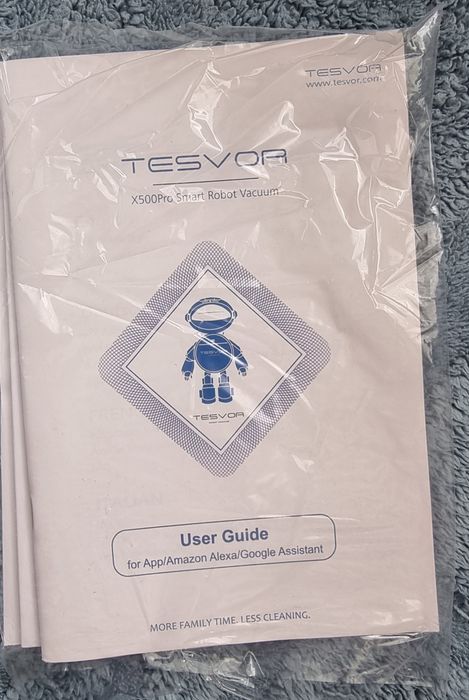 TESVOR
www.tesvor.com
TESVOR
X500Pro Smart Robot Vacuum
TESVOR
TESVOR
User Guide
for App/Amazon Alexa/Google Assistant
MORE FAMILY TIME. LESS CLEANING.